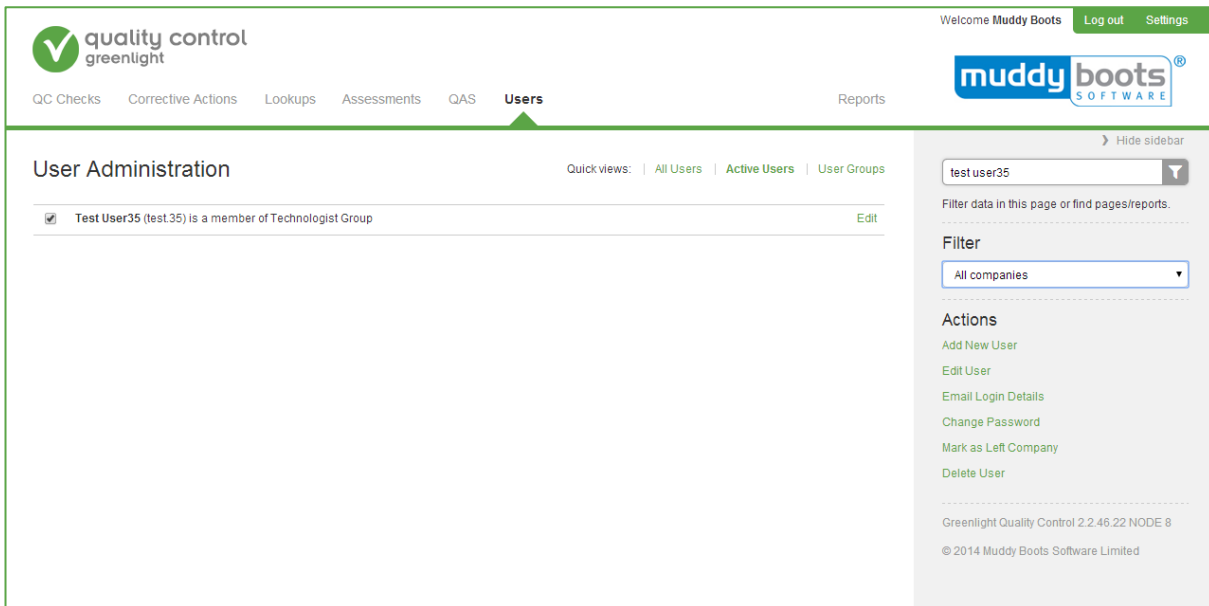 Welcome Muddy Boots Log out Settings
quality control
greenlight
muddy boots®
SOFTWARE
QC Checks Corrective Actions Lookups Assessments QAS Users Reports
Hide sidebar
User Administration
Quick views: | All Users | Active Users | User Groups
test user35
Filter data in this page or find pages/reports.
Test User35 (test.35) is a member of Technologist Group Edit
Filter
All companies
Actions
Add New User
Edit User
Email Login Details
Change Password
Mark as Left Company
Delete User
Greenlight Quality Control 2.2.46.22 NODE 8
© 2014 Muddy Boots Software Limited